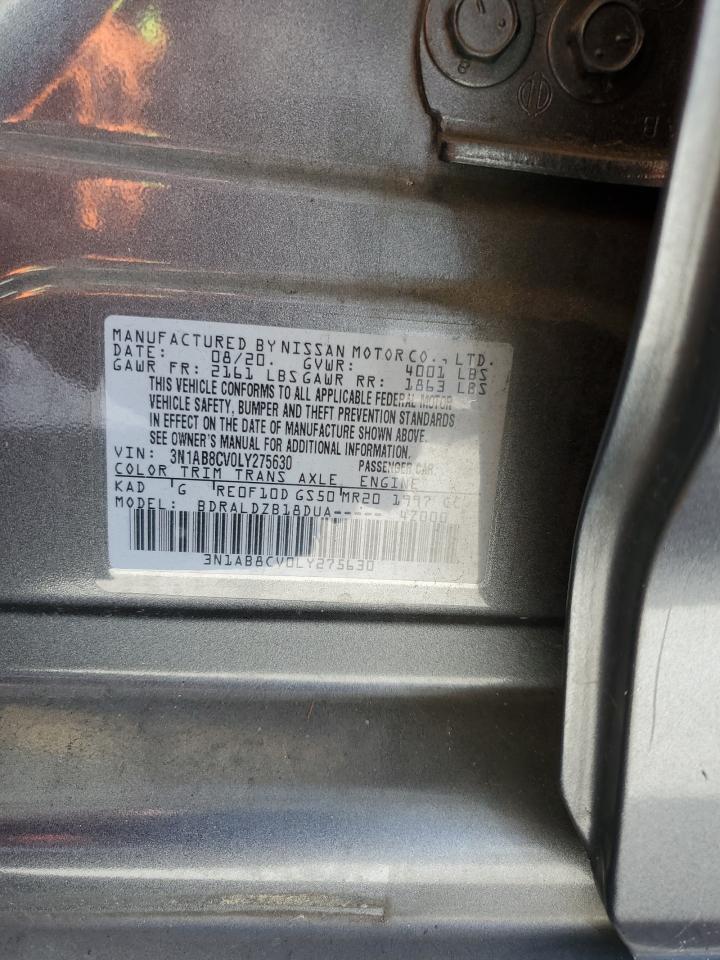 MANUFACTURED BY NISSAN MOTOR CO., LTD.
DATE: 08/20. GVWR: 4001 LBS
GAWR FR: 2161 LBS GAWR RR: 1863 LBS
THIS VEHICLE CONFORMS TO ALL APPLICABLE FEDERAL MOTOR
VEHICLE SAFETY, BUMPER AND THEFT PREVENTION STANDARDS
IN EFFECT ON THE DATE OF MANUFACTURE SHOWN ABOVE.
SEE OWNER'S MANUAL FOR ADDITIONAL INFORMATION.
VIN: 3N1AB8CV0LY275630 PASSENGER CAR
COLOR TRIM TRANS AXLE ENGINE
KAD G RE0F10D GS50 MR20 1997 CC
MODEL: BDRALDZB18DUA----- 47000
3N1AB8CV0LY275630